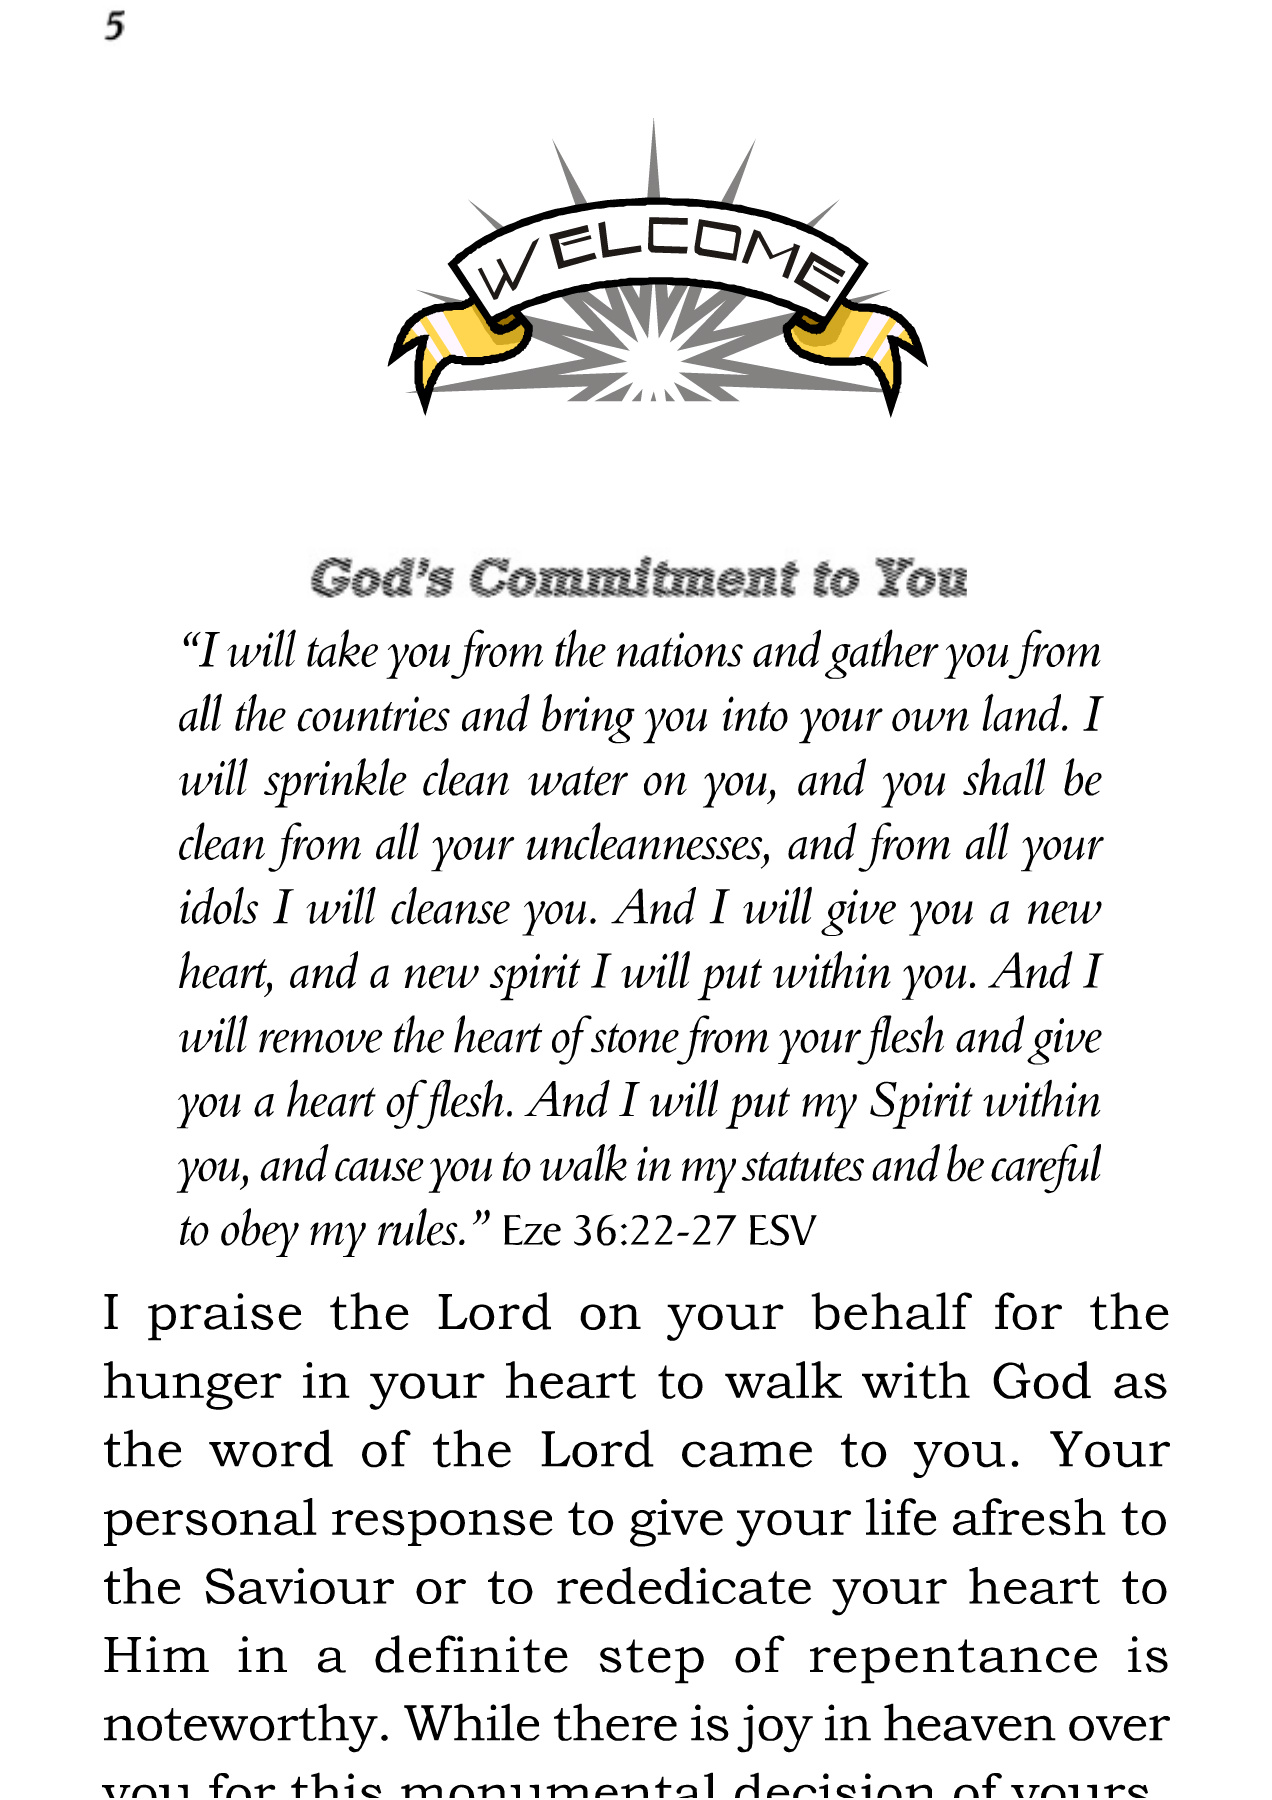 5
WELCOME
God's Commitment to You
“I will take you from the nations and gather you from
all the countries and bring you into your own land. I
will sprinkle clean water on you, and you shall be
clean from all your uncleannesses, and from all your
idols I will cleanse you. And I will give you a new
heart, and a new spirit I will put within you. And I
will remove the heart of stone from your flesh and give
you a heart of flesh. And I will put my Spirit within
you, and cause you to walk in my statutes and be careful
to obey my rules.” Eze 36:22-27 ESV
I praise the Lord on your behalf for the
hunger in your heart to walk with God as
the word of the Lord came to you. Your
personal response to give your life afresh to
the Saviour or to rededicate your heart to
Him in a definite step of repentance is
noteworthy. While there is joy in heaven over
you for this monumental decision of yours,